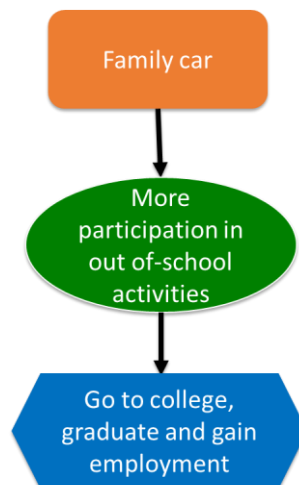 Family car
More
participation in
out of-school
activities
Go to college,
graduate and gain
employment